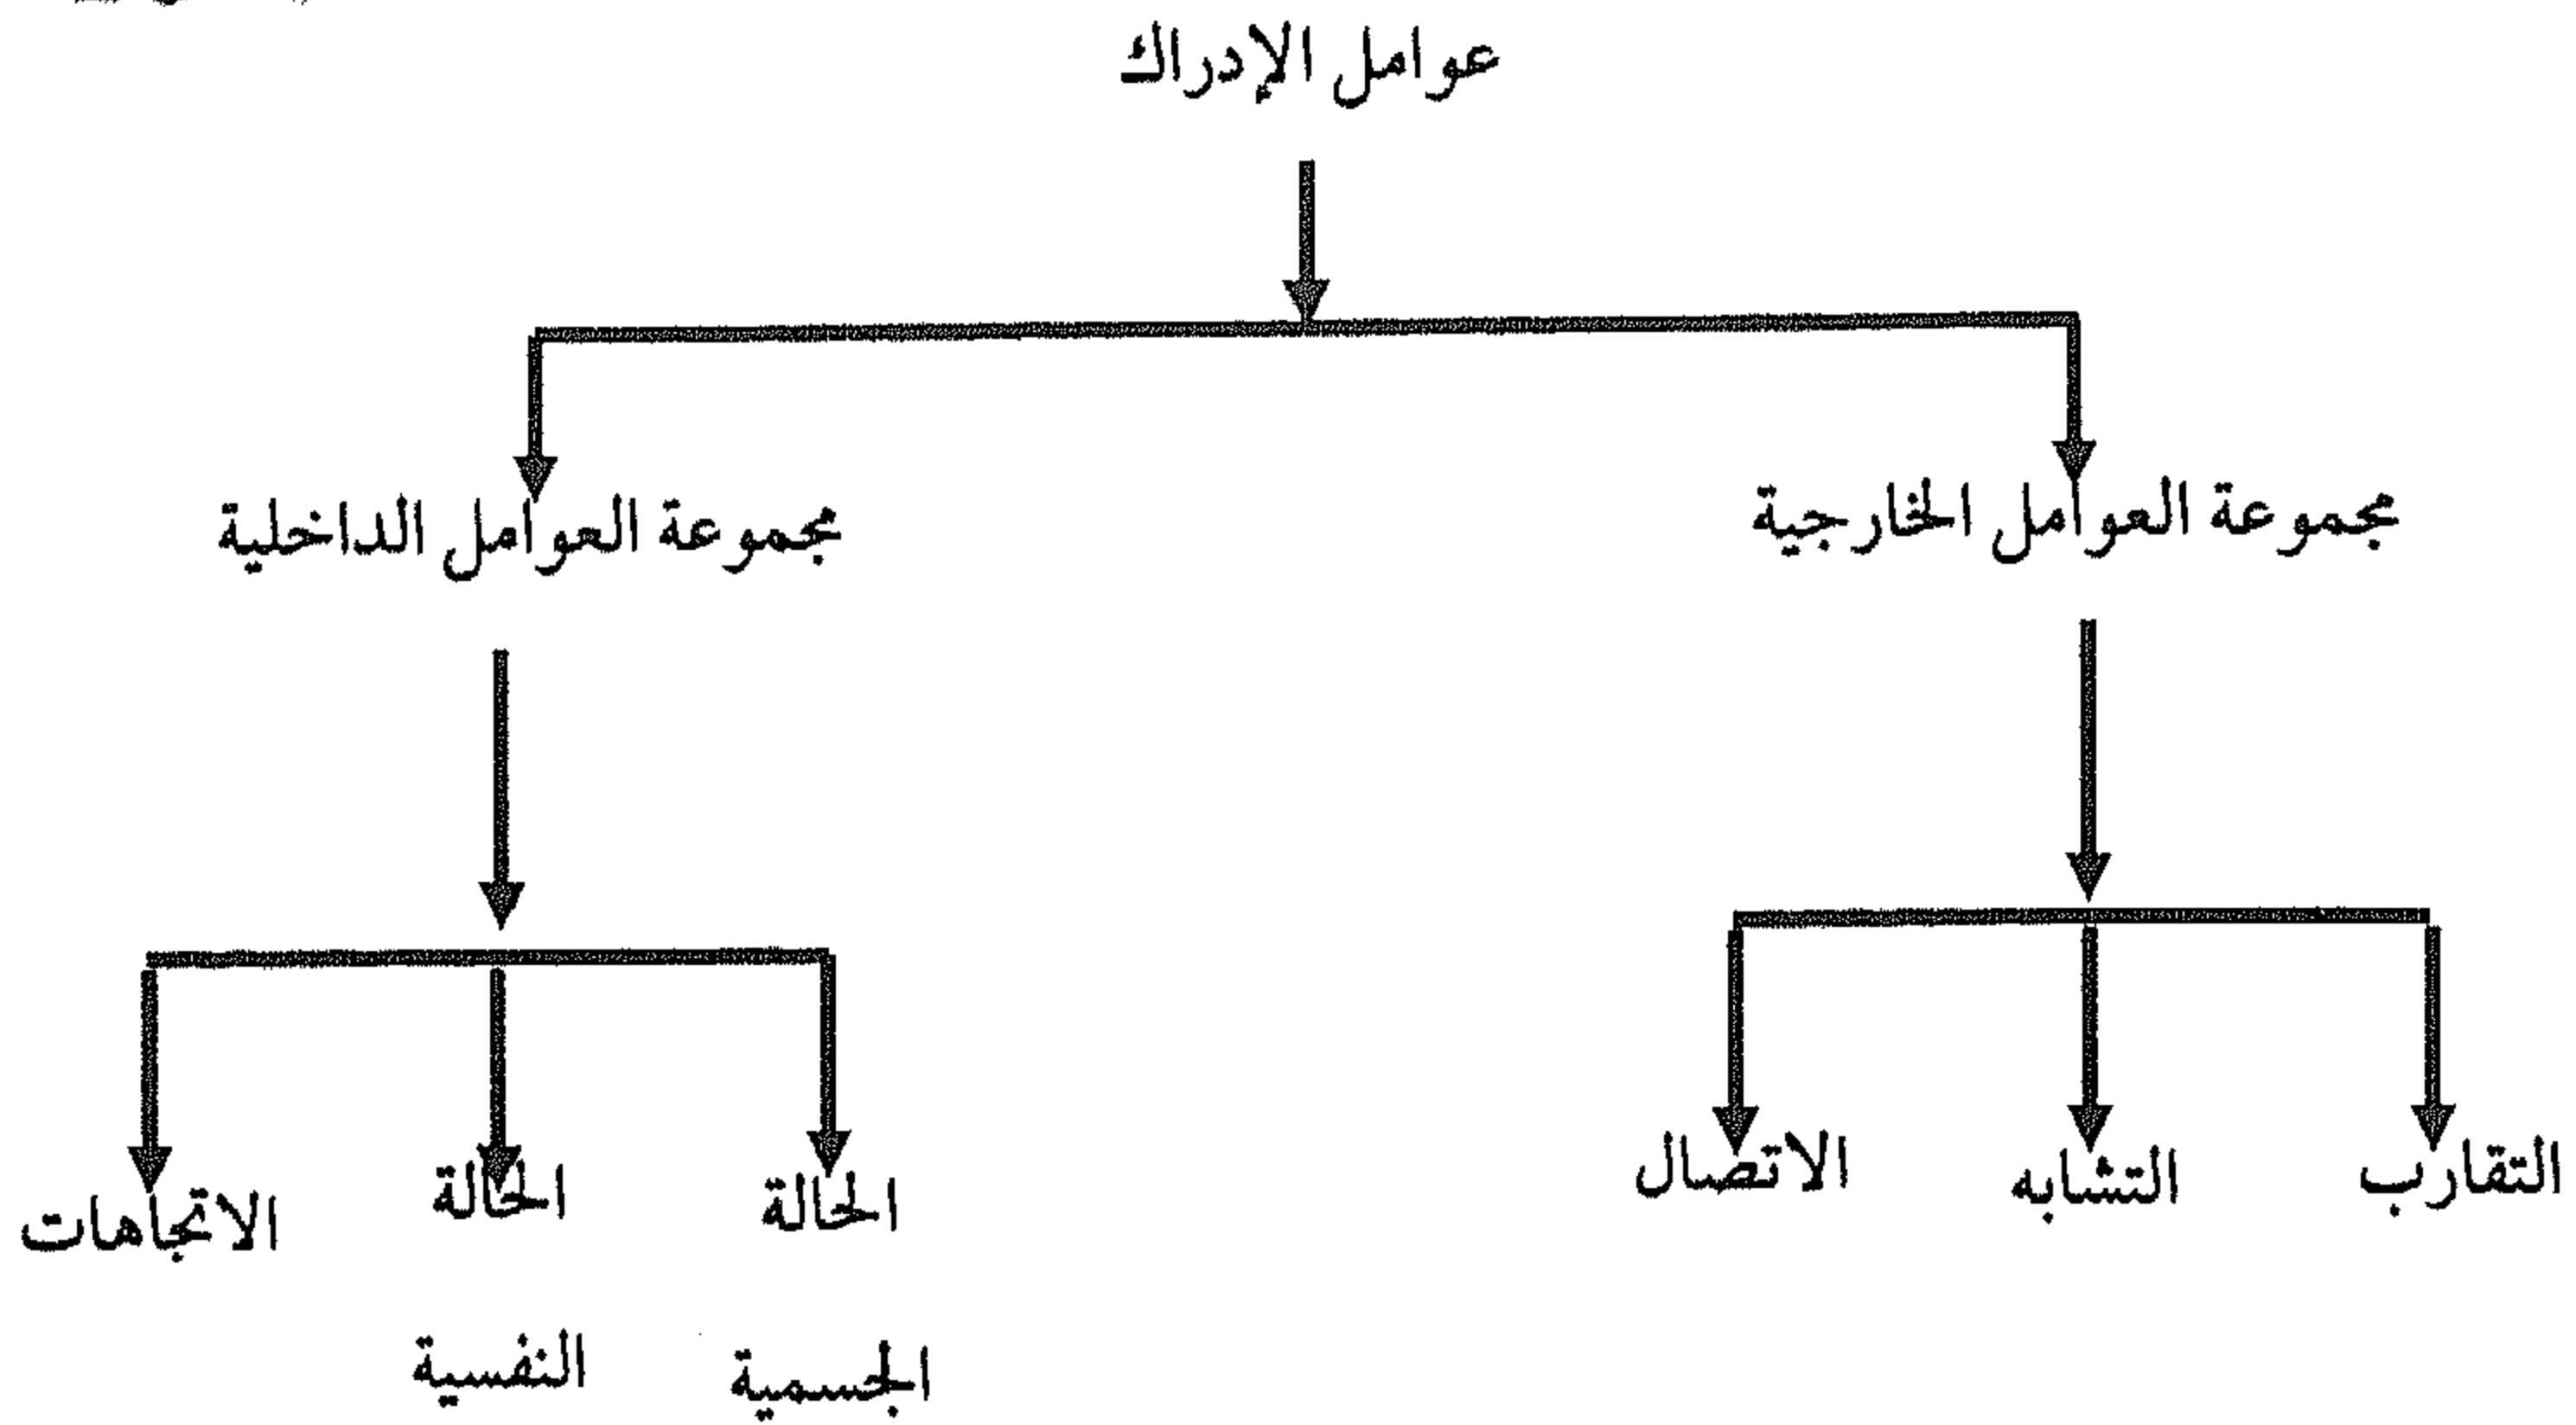 عوامل الإدراك
مجموعة العوامل الخارجية
مجموعة العوامل الداخلية
التقارب
التشابه
الاتصال
الحالة
الجسمية
الحالة
النفسية
الاتجاهات